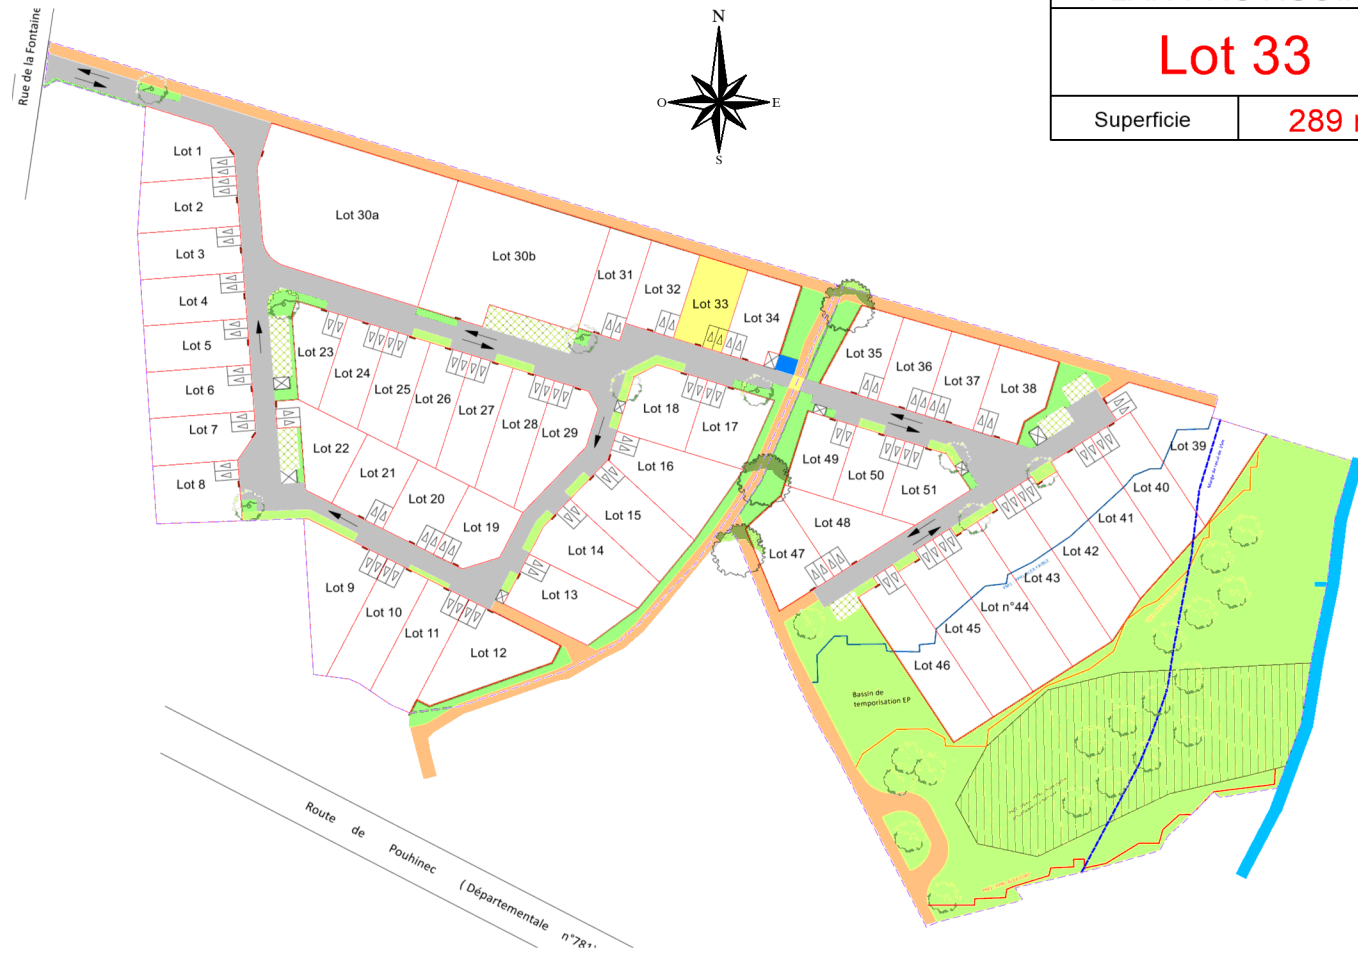 Rue de la Fontaine
N
O
E
S
Lot 33
Superficie
289
Lot 1
Lot 2
Lot 3
Lot 4
Lot 5
Lot 6
Lot 7
Lot 8
Lot 30a
Lot 30b
Lot 31
Lot 32
Lot 33
Lot 34
Lot 35
Lot 36
Lot 37
Lot 38
Lot 39
Lot 40
Lot 41
Lot 42
Lot 43
Lot n°44
Lot 45
Lot 46
Lot 47
Lot 48
Lot 49
Lot 50
Lot 51
Lot 23
Lot 24
Lot 25
Lot 26
Lot 27
Lot 28
Lot 29
Lot 22
Lot 21
Lot 20
Lot 19
Lot 18
Lot 17
Lot 16
Lot 15
Lot 14
Lot 13
Lot 9
Lot 10
Lot 11
Lot 12
Bassin de
temporisation EP
Route de Pouhinec (Départementale n°781)